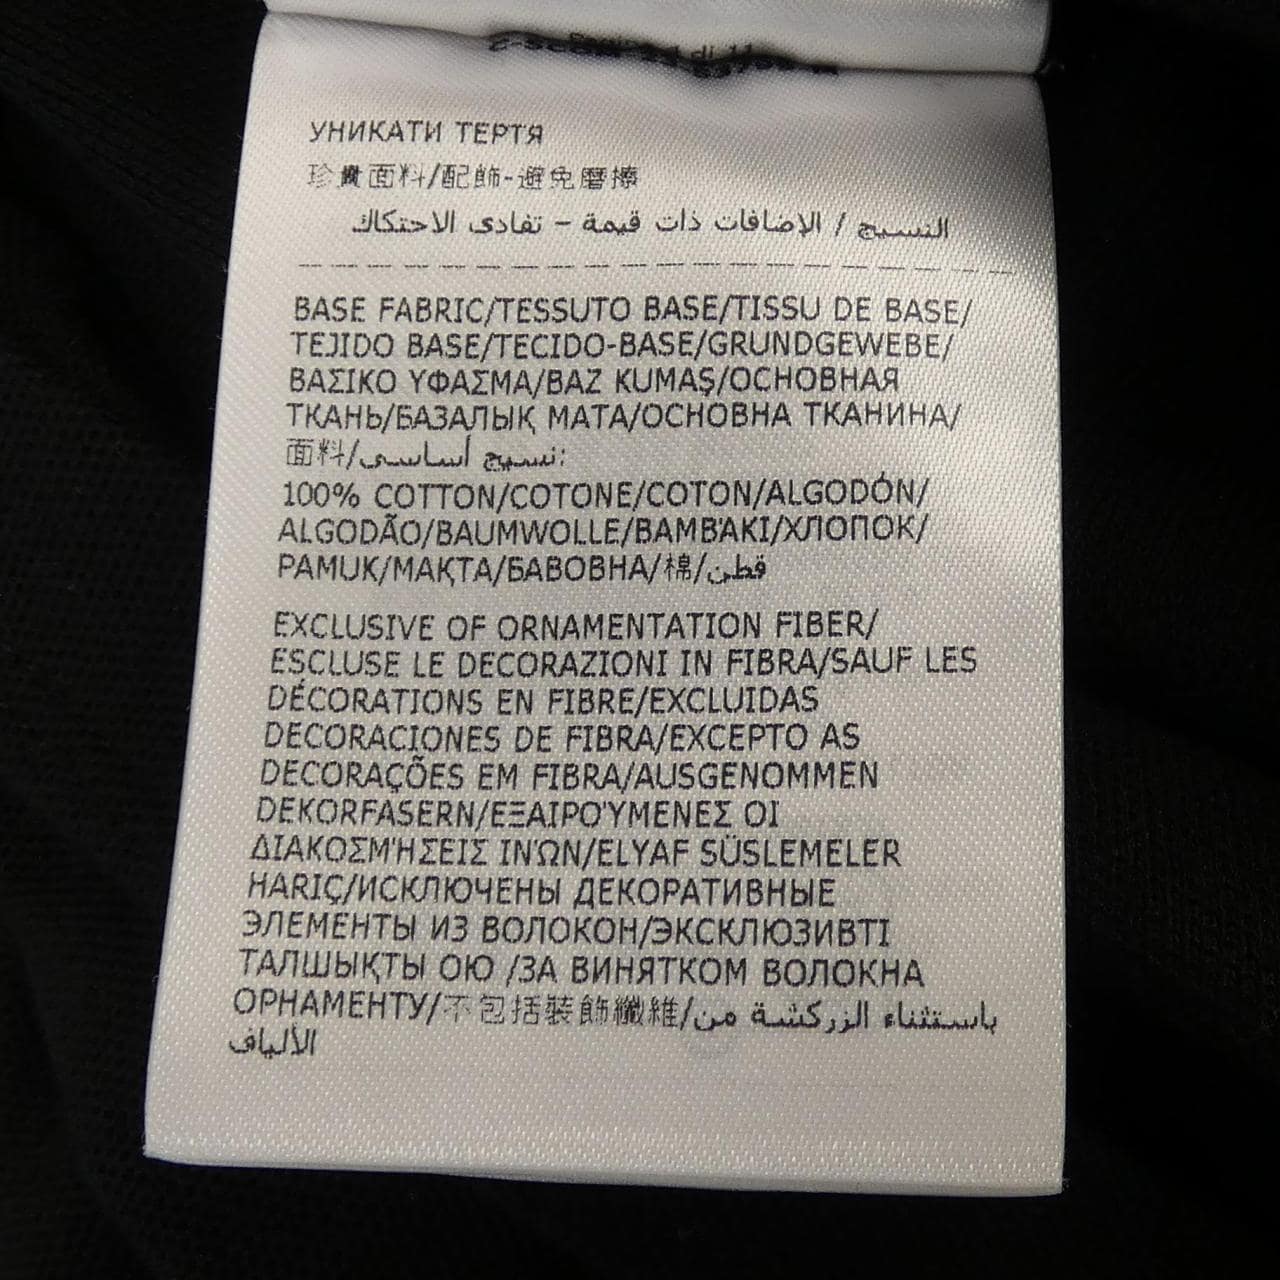 УНИКАТИ ТЕРТЯ
珍貴面料/配飾-避免磨擦
النسيج / الإضافات ذات قيمة – تفادى الاحتكاك
BASE FABRIC/TESSUTO BASE/TISSU DE BASE/
TEJIDO BASE/TECIDO-BASE/GRUNDGEWEBE/
ΒΑΣΙΚΟ ΥΦΑΣΜΑ/BAZ KUMAŞ/ОСНОВНАЯ
ТКАНЬ/БАЗАЛЫҚ МАТА/ОСНОВНА ТКАНИНА/
面料/نسيج أساسى:
100% COTTON/COTONE/COTON/ALGODÓN/
ALGODÃO/BAUMWOLLE/ΒΑΜΒΆΚΙ/ХЛОПОК/
PAMUK/МАҚТА/БАВОВНА/棉/قطن
EXCLUSIVE OF ORNAMENTATION FIBER/
ESCLUSE LE DECORAZIONI IN FIBRA/SAUF LES
DÉCORATIONS EN FIBRE/EXCLUIDAS
DECORACIONES DE FIBRA/EXCEPTO AS
DECORAÇÕES EM FIBRA/AUSGENOMMEN
DEKORFASERN/ΕΞΑΙΡΟΎΜΕΝΕΣ ΟΙ
ΔΙΑΚΟΣΜΉΣΕΙΣ ΙΝΏΝ/ELYAF SÜSLEMELER
HARIÇ/ИСКЛЮЧЕНЫ ДЕКОРАТИВНЫЕ
ЭЛЕМЕНТЫ ИЗ ВОЛОКОН/ЭКСКЛЮЗИВТІ
ТАЛШЫҚТЫ ОЮ /ЗА ВИНЯТКОМ ВОЛОКНА
ОРНАМЕНТУ/不包括裝飾纖維/باستثناء الزركشة من
الألياف